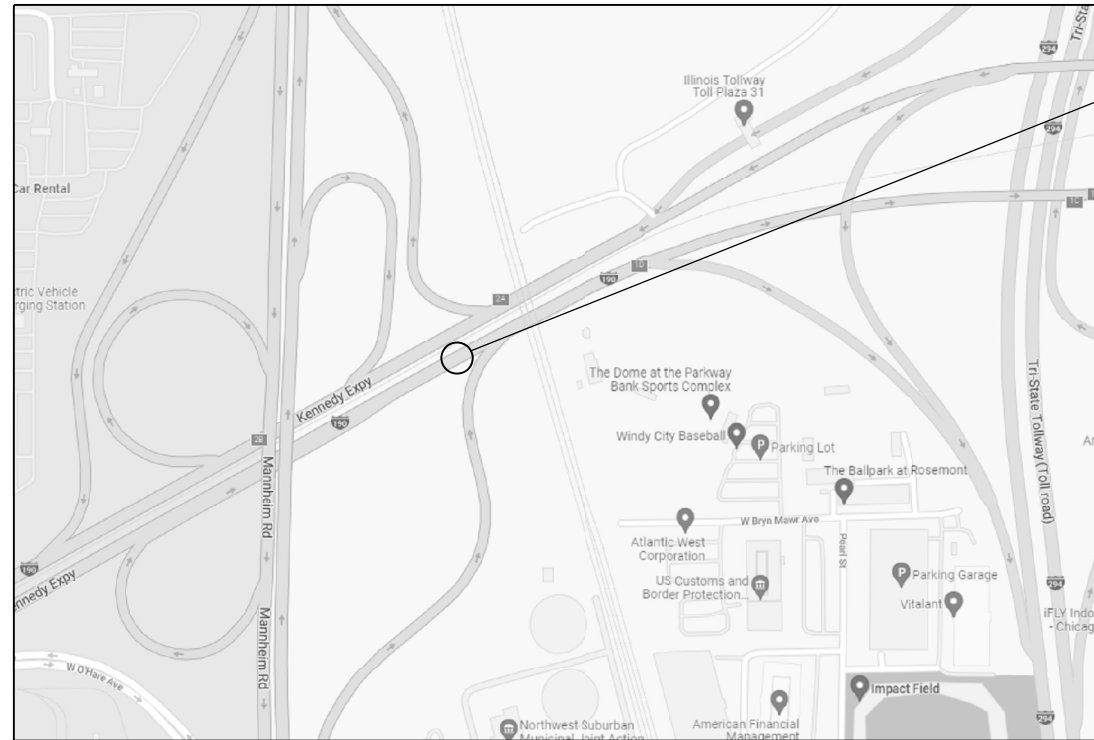 Tri-St
294
Illinois Tollway
Toll Plaza 31
294
Car Rental
1C
1D
190
tric Vehicle
rging Station
2A
The Dome at the Parkway
Bank Sports Complex
Kennedy Expy
190
Windy City Baseball
P
Parking Lot
2B
Mannheim Rd
The Ballpark at Rosemont
Tri-State Tollway (Toll road)
W Bryn Mawr Ave
Atlantic West
Corporation
Pearl St
190
nnedy Expy
US Customs and
Border Protection...
P
Parking Garage
294
Vitalant
iFLY Indo
- Chicag
Mannheim Rd
W O'Hare Ave
Impact Field
294
American Financial
Management
Northwest Suburban
Municipal Joint Action